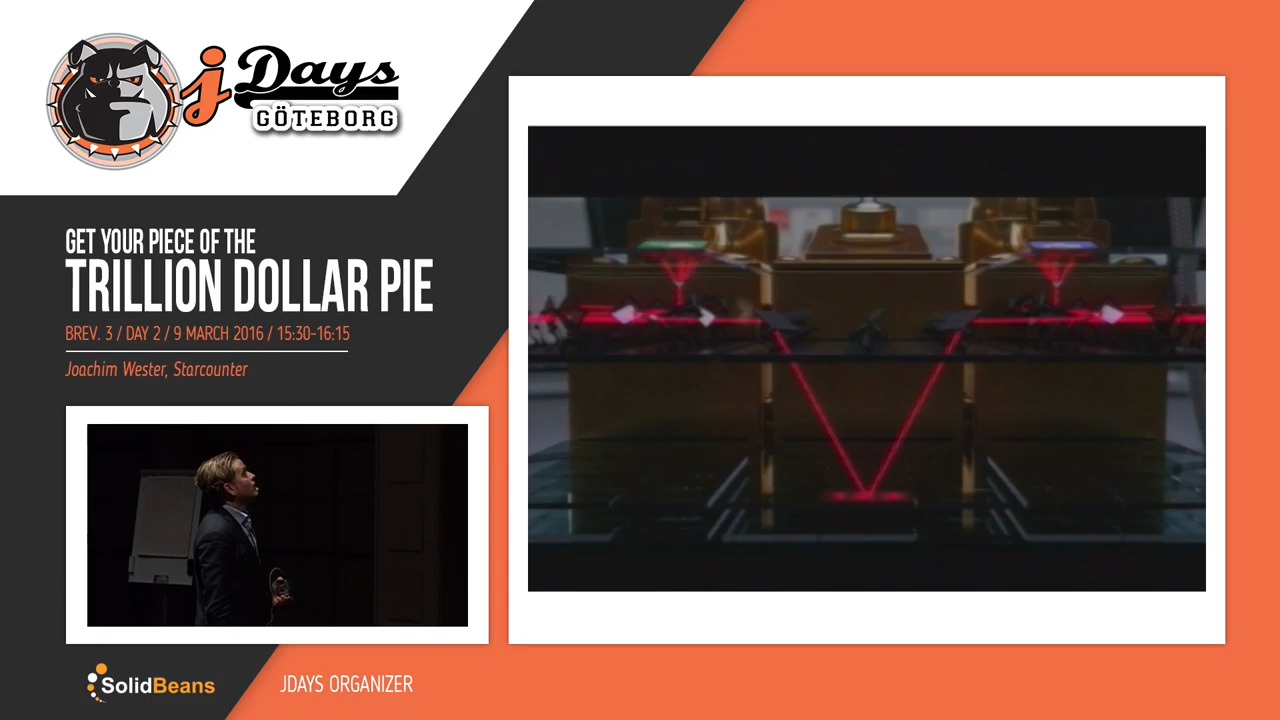 jDays
GÖTEBORG
GET YOUR PIECE OF THE
TRILLION DOLLAR PIE
BREV. 3 / DAY 2 / 9 MARCH 2016 / 15:30-16:15
Joachim Wester, Starcounter
SolidBeans
JDAYS ORGANIZER